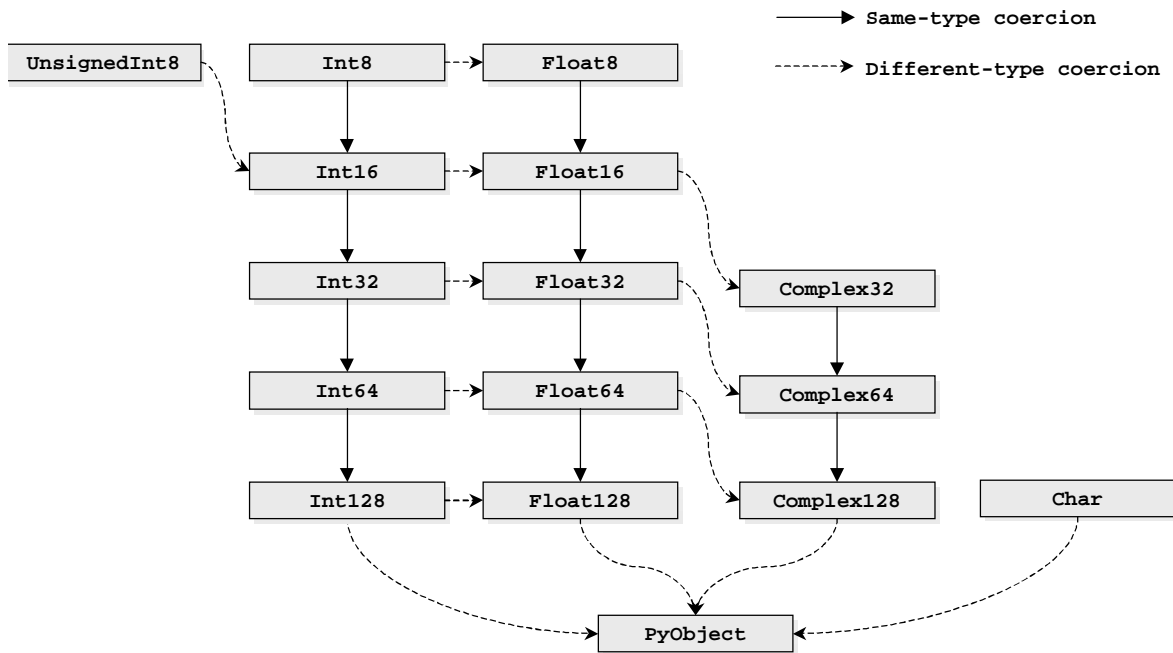 Same-type coercion
UnsignedInt8 Int8 Float8
Different-type coercion
Int16 Float16
Int32 Float32
Complex32
Int64 Float64
Complex64
Int128 Float128 Complex128 Char
PyObject